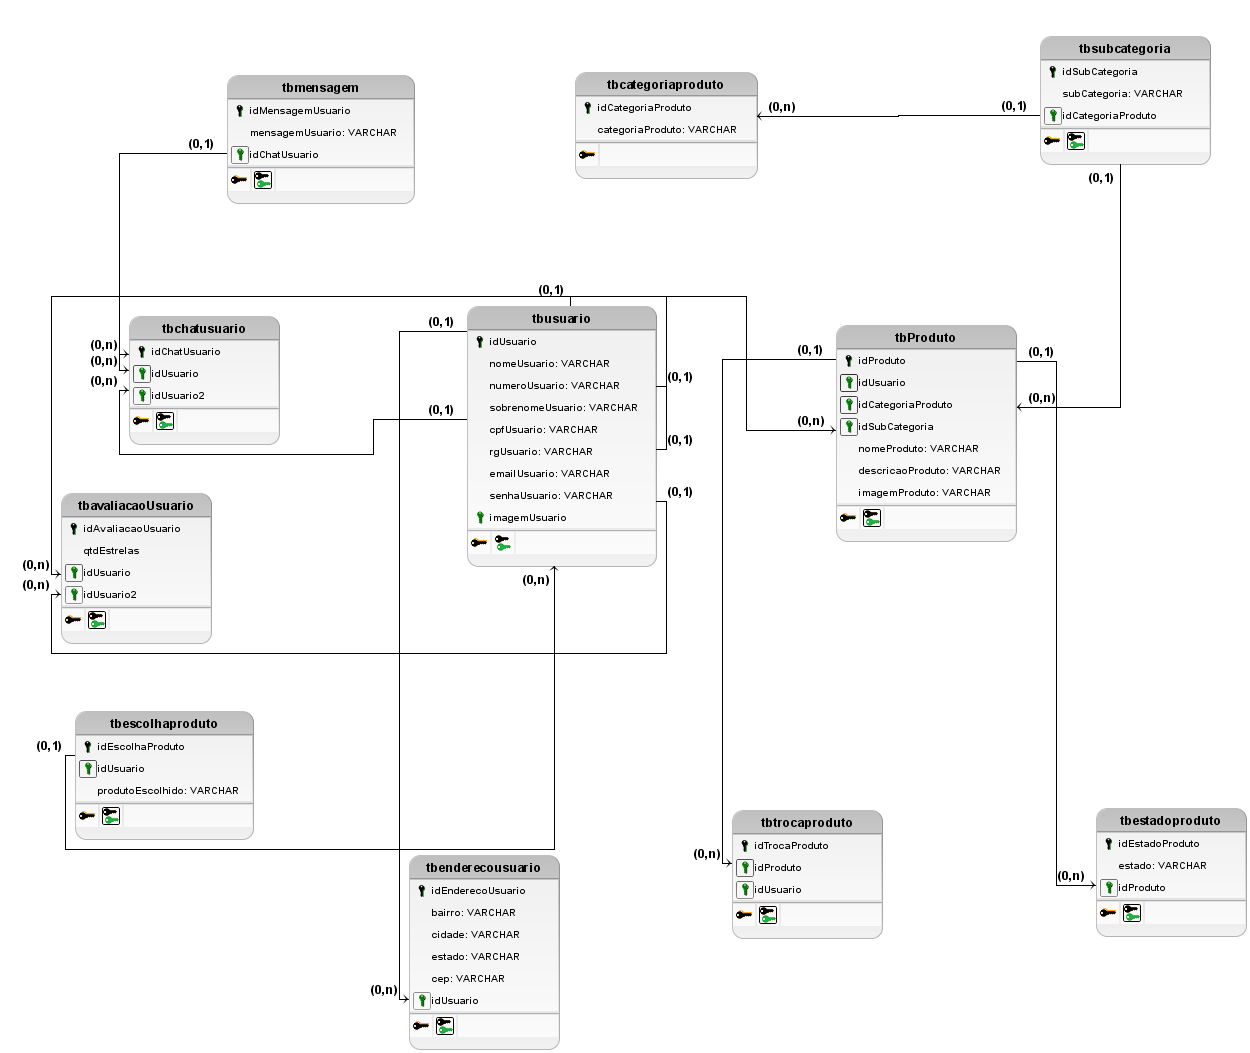 tbsubcategoria
idSubCategoria
subCategoria: VARCHAR
idCategoriaProduto
(0,1)
(0,1)
tbcategoriaproduto
idCategoriaProduto
categoriaProduto: VARCHAR
(0,n)
tbmensagem
idMensagemUsuario
mensagemUsuario: VARCHAR
idChatUsuario
(0,1)
tbchatusuario
idChatUsuario
idUsuario
idUsuario2
(0,n)
(0,n)
(0,n)
tbusuario
idUsuario
nomeUsuario: VARCHAR
numeroUsuario: VARCHAR
sobrenomeUsuario: VARCHAR
cpfUsuario: VARCHAR
rgUsuario: VARCHAR
emailUsuario: VARCHAR
senhaUsuario: VARCHAR
imagemUsuario
(0,1)
(0,1)
(0,1)
(0,1)
(0,1)
(0,1)
(0,n)
tbProduto
idProduto
idUsuario
idCategoriaProduto
idSubCategoria
nomeProduto: VARCHAR
descricaoProduto: VARCHAR
imagemProduto: VARCHAR
(0,1)
(0,1)
(0,n)
(0,n)
tbavaliacaoUsuario
idAvaliacaoUsuario
qtdEstrelas
idUsuario
idUsuario2
(0,n)
(0,n)
tbescolhaproduto
idEscolhaProduto
idUsuario
produtoEscolhido: VARCHAR
(0,1)
tbenderecousuario
idEnderecoUsuario
bairro: VARCHAR
cidade: VARCHAR
estado: VARCHAR
cep: VARCHAR
idUsuario
(0,n)
tbtrocaproduto
idTrocaProduto
idProduto
idUsuario
(0,n)
tbestadoproduto
idEstadoProduto
estado: VARCHAR
idProduto
(0,n)